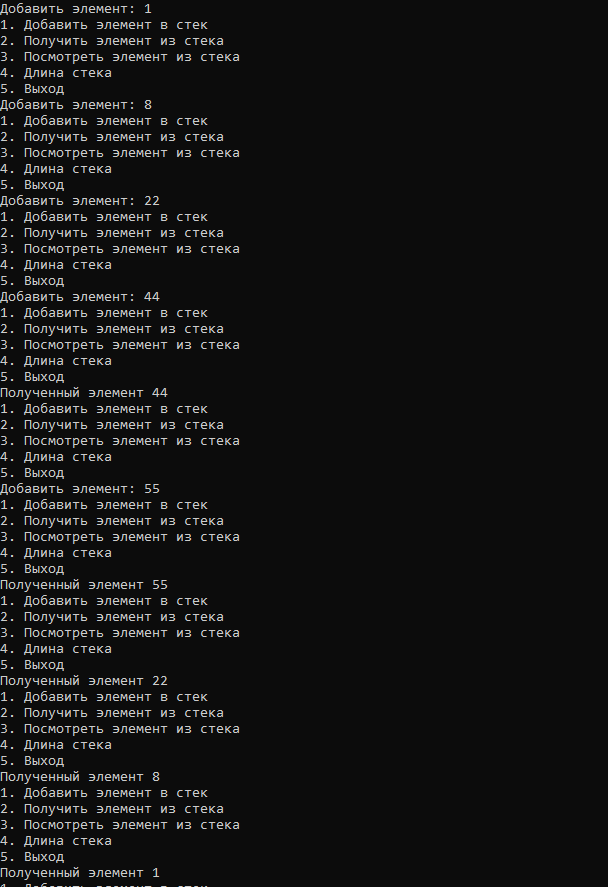 Добавить элемент: 1
1. Добавить элемент в стек
2. Получить элемент из стека
3. Посмотреть элемент из стека
4. Длина стека
5. Выход
Добавить элемент: 8
1. Добавить элемент в стек
2. Получить элемент из стека
3. Посмотреть элемент из стека
4. Длина стека
5. Выход
Добавить элемент: 22
1. Добавить элемент в стек
2. Получить элемент из стека
3. Посмотреть элемент из стека
4. Длина стека
5. Выход
Добавить элемент: 44
1. Добавить элемент в стек
2. Получить элемент из стека
3. Посмотреть элемент из стека
4. Длина стека
5. Выход
Полученный элемент 44
1. Добавить элемент в стек
2. Получить элемент из стека
3. Посмотреть элемент из стека
4. Длина стека
5. Выход
Добавить элемент: 55
1. Добавить элемент в стек
2. Получить элемент из стека
3. Посмотреть элемент из стека
4. Длина стека
5. Выход
Полученный элемент 55
1. Добавить элемент в стек
2. Получить элемент из стека
3. Посмотреть элемент из стека
4. Длина стека
5. Выход
Полученный элемент 22
1. Добавить элемент в стек
2. Получить элемент из стека
3. Посмотреть элемент из стека
4. Длина стека
5. Выход
Полученный элемент 8
1. Добавить элемент в стек
2. Получить элемент из стека
3. Посмотреть элемент из стека
4. Длина стека
5. Выход
Полученный элемент 1